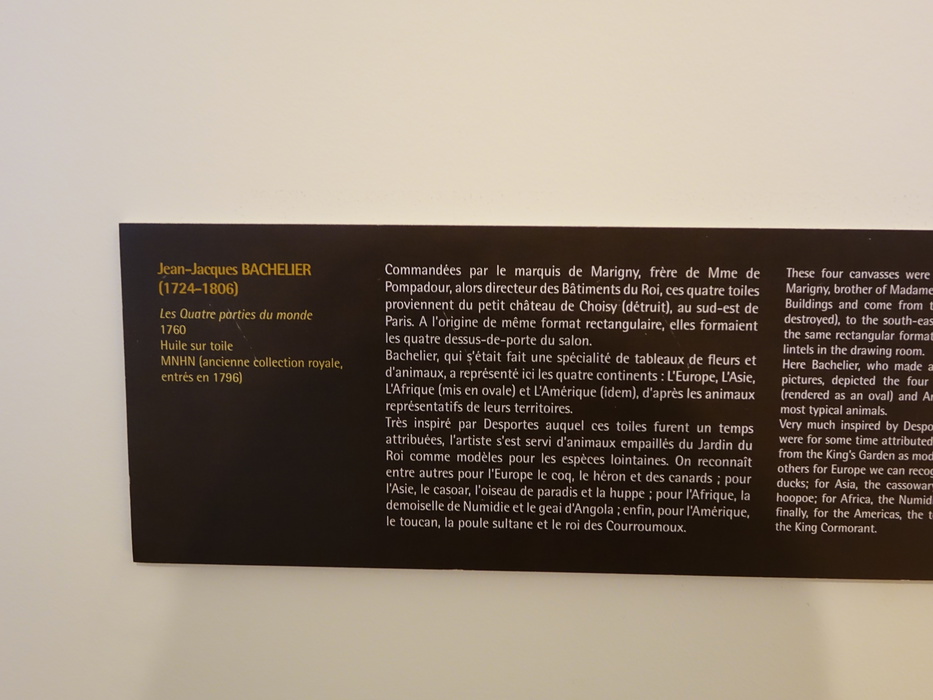 Jean-Jacques BACHELIER
(1724-1806)
Les Quatre parties du monde
1760
Huile sur toile
MNHN (ancienne collection royale,
entrés en 1796)
Commandées par le marquis de Marigny, frère de Mme de
Pompadour, alors directeur des Bâtiments du Roi, ces quatre toiles
proviennent du petit château de Choisy (détruit), au sud-est de
Paris. A l'origine de même format rectangulaire, elles formaient
les quatre dessus-de-porte du salon.
Bachelier, qui s'était fait une spécialité de tableaux de fleurs et
d'animaux, a représenté ici les quatre continents : L'Europe, L'Asie,
L'Afrique (mis en ovale) et L'Amérique (idem), d'après les animaux
représentatifs de leurs territoires.
Très inspiré par Desportes auquel ces toiles furent un temps
attribuées, l'artiste s'est servi d'animaux empaillés du Jardin du
Roi comme modèles pour les espèces lointaines. On reconnaît
entre autres pour l'Europe le coq, le héron et des canards ; pour
l'Asie, le casoar, l'oiseau de paradis et la huppe ; pour l'Afrique, la
demoiselle de Numidie et le geai d'Angola ; enfin, pour l'Amérique,
le toucan, la poule sultane et le roi des Courroumoux.
These four canvasses were
Marigny, brother of Madame
Buildings and come from
destroyed), to the south-eas
the same rectangular format
lintels in the drawing room.
Here Bachelier, who made a
pictures, depicted the four
(rendered as an oval) and
most typical animals.
Very much inspired by Despo
were for some time attributed
from the King's Garden as mod
others for Europe we can recog
ducks; for Asia, the cassowar
hoopoe; for Africa, the Numid
finally, for the Americas, the
the King Cormorant.